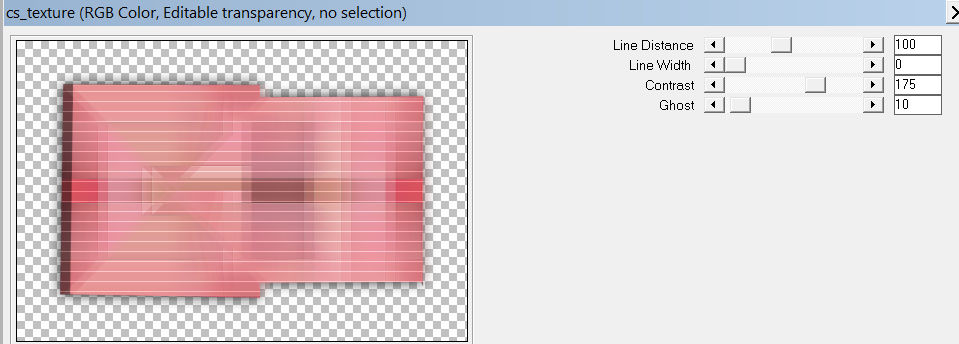 cs_texture (RGB Color, Editable transparency, no selection)
Line Distance 100
Line Width 0
Contrast 175
Ghost 10